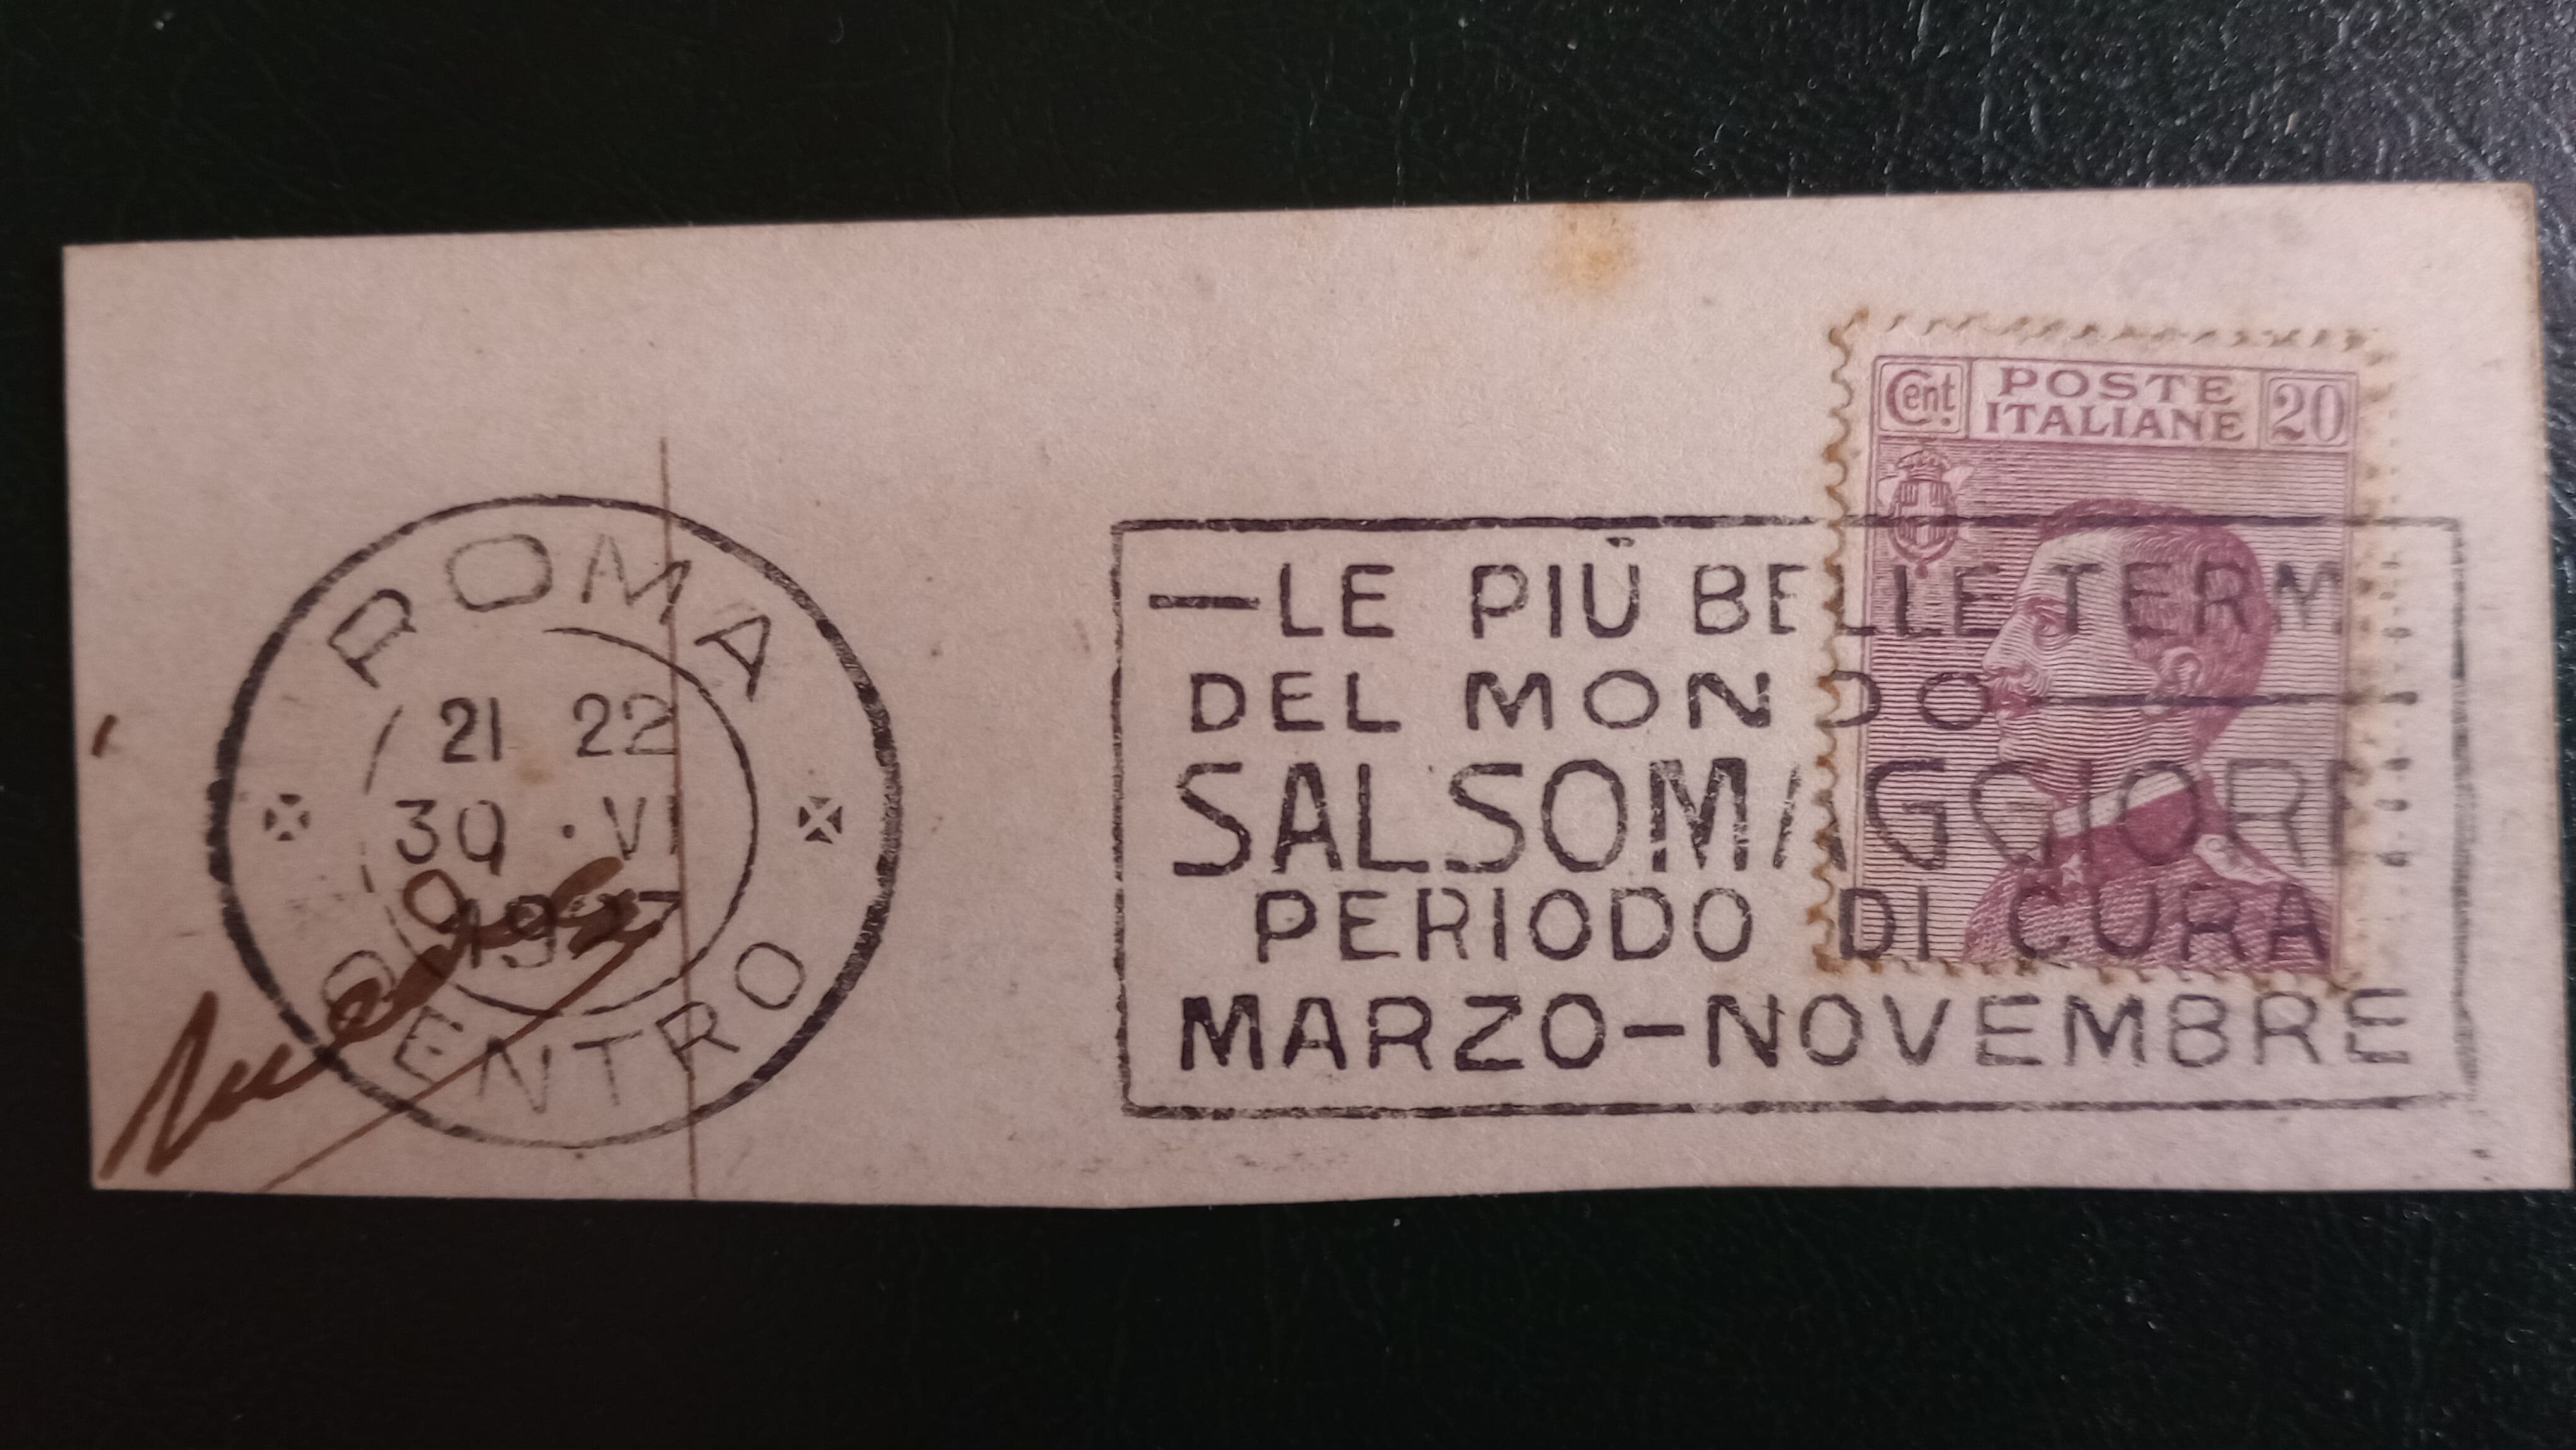 Cent. POSTE ITALIANE 20
ROMA
21 22
30 · VI
1927
CENTRO
—LE PIÙ BELLE TERM
DEL MONDO—
SALSOMAGGIORE
PERIODO DI CURA
MARZO-NOVEMBRE